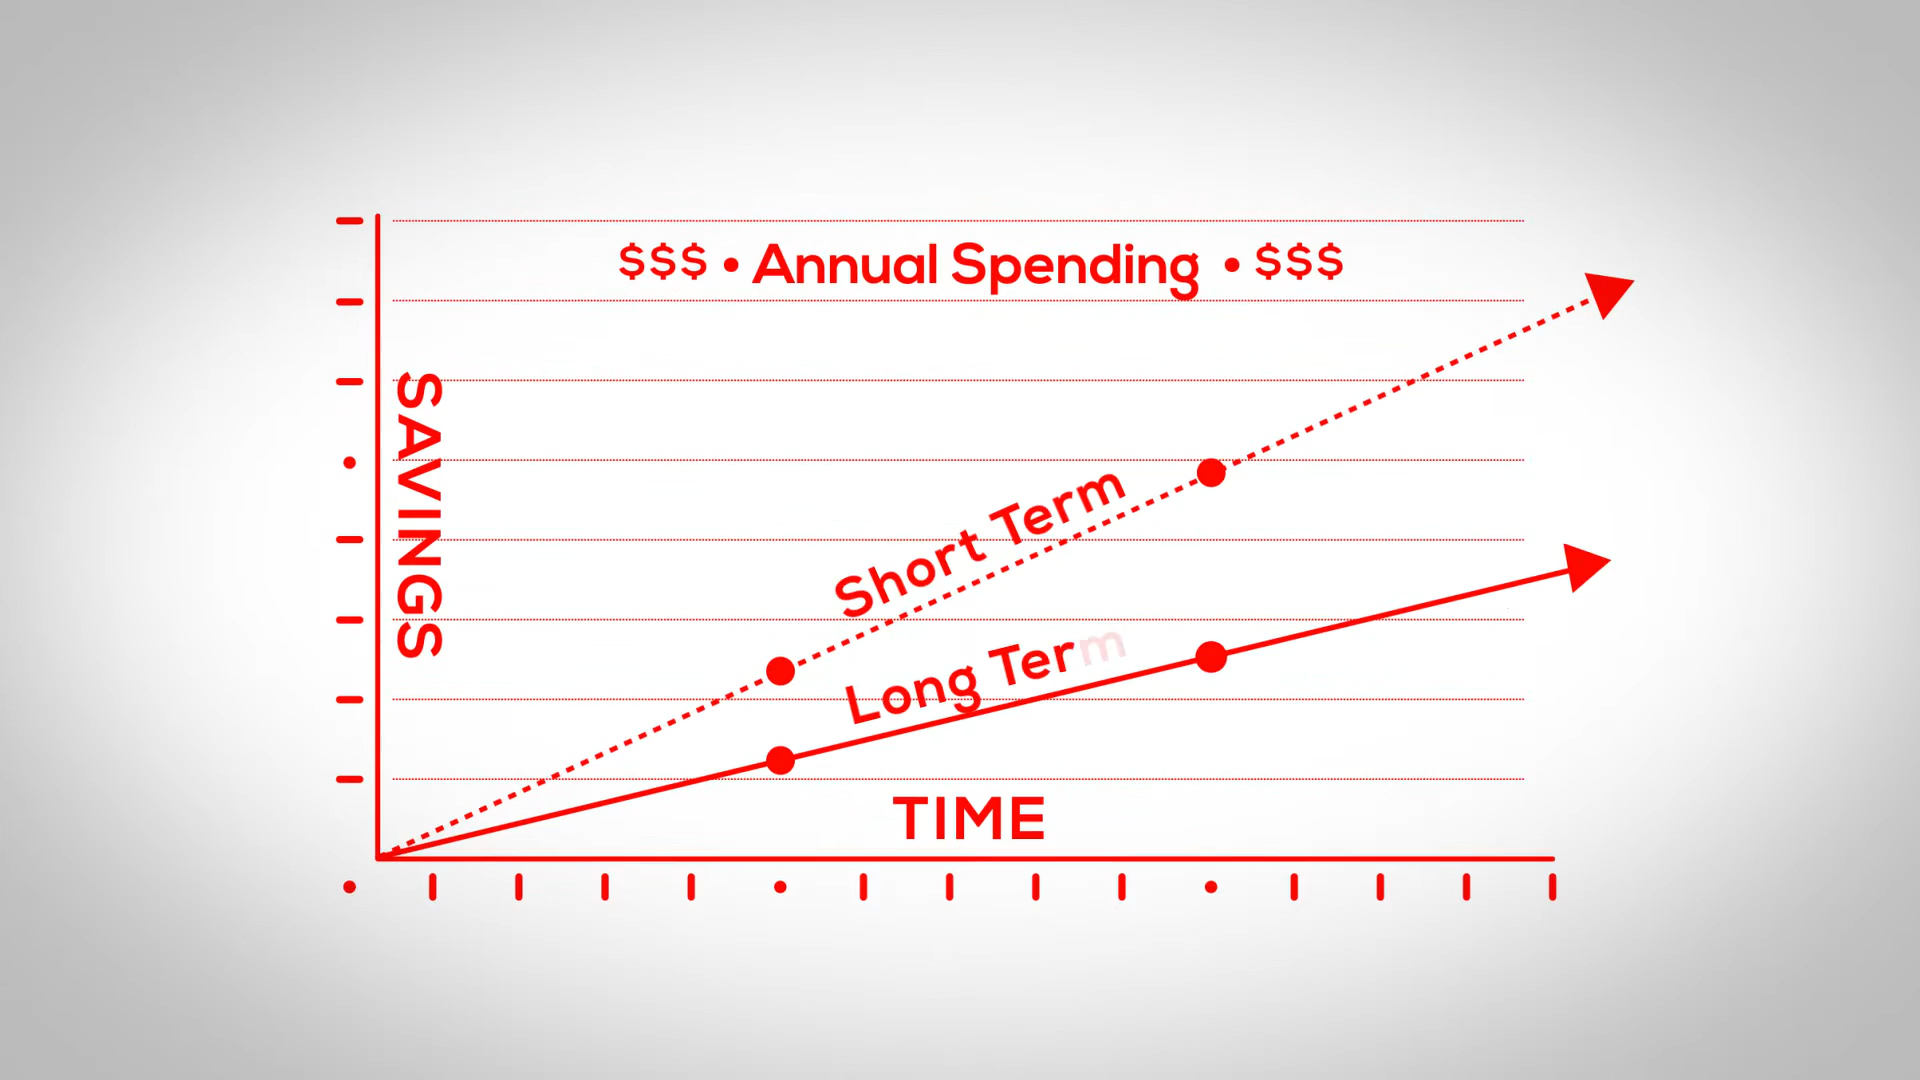 $$$ • Annual Spending • $$$
SAVINGS
Short Term
Long Term
TIME